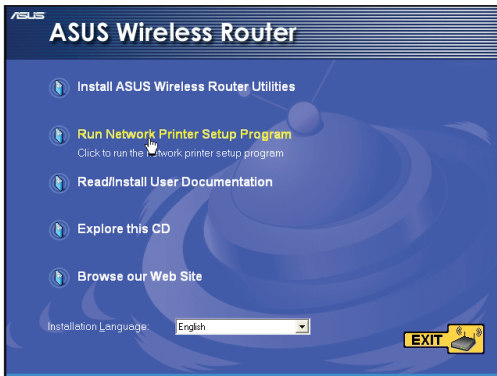 ASUS
ASUS Wireless Router
Install ASUS Wireless Router Utilities
Run Network Printer Setup Program
Click to run the network printer setup program
Read/Install User Documentation
Explore this CD
Browse our Web Site
Installation Language: English
EXIT